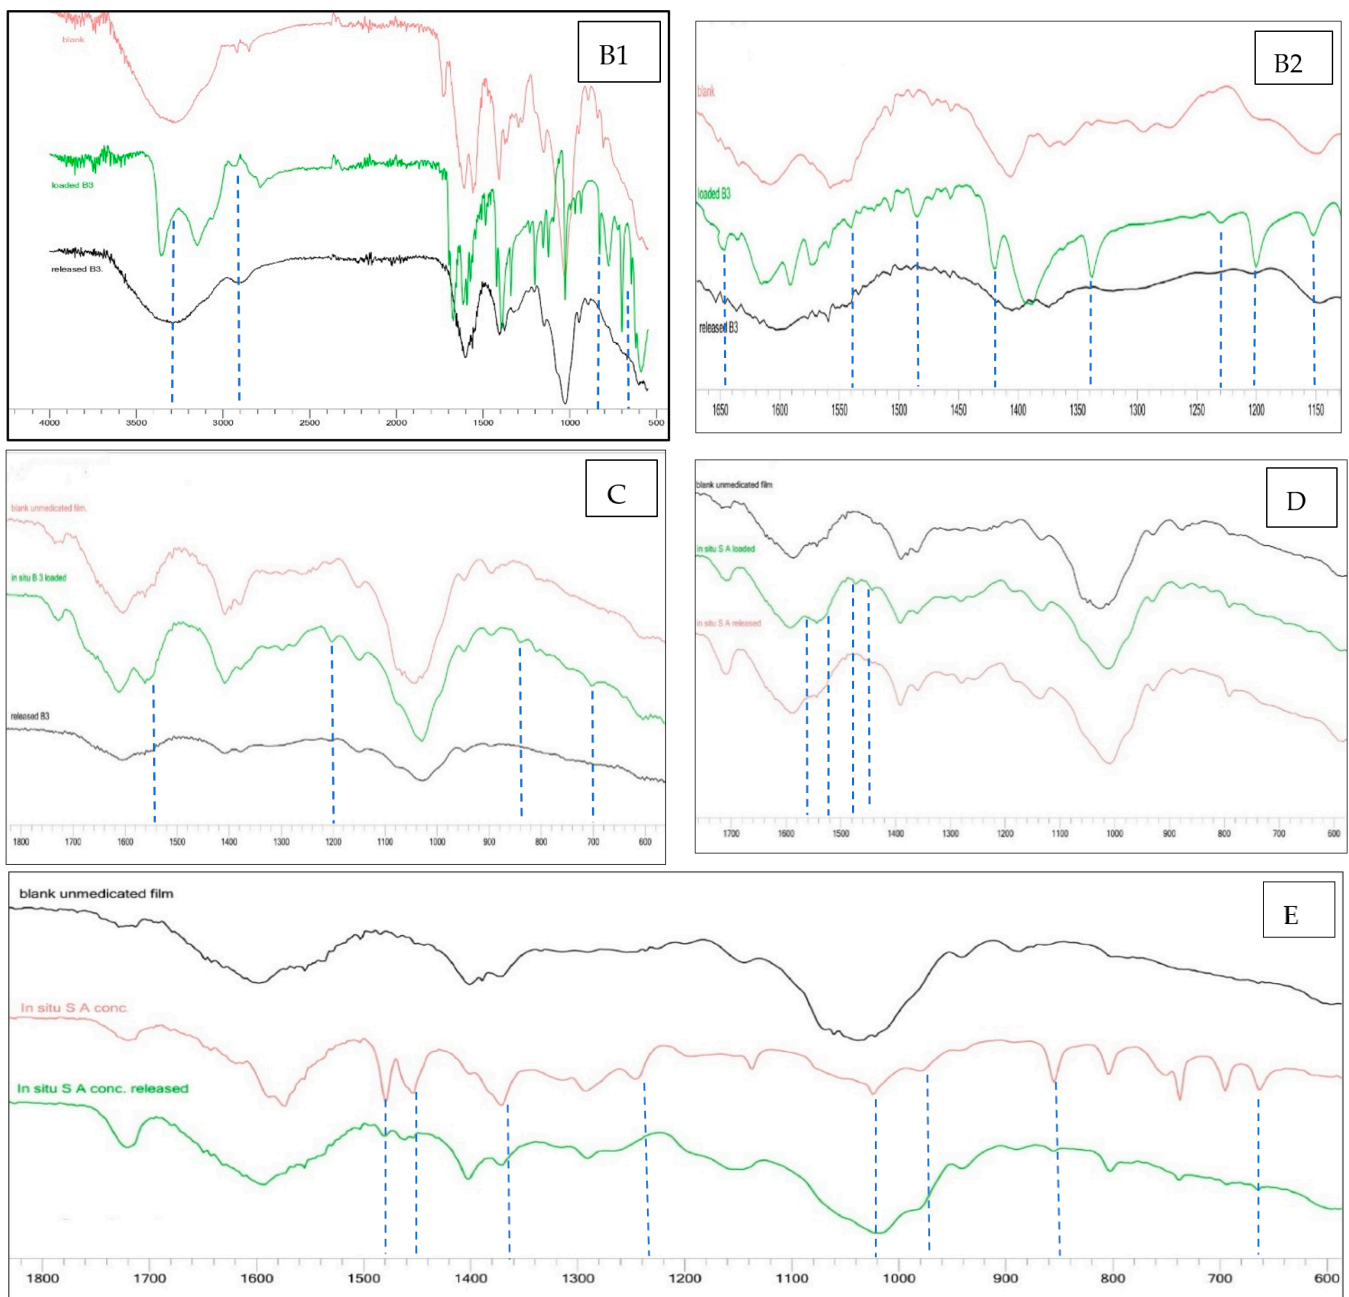 B1
blank
loaded B3
released B3.
4000 3500 3000 2500 2000 1500 1000 500
B2
blank
loaded B3
released B3
1650 1600 1550 1500 1450 1400 1350 1300 1250 1200 1150
C
blank unmedicated film.
in situ B 3 loaded
released B3
1800 1700 1600 1500 1400 1300 1200 1100 1000 900 800 700 600
D
blank unmedicated film
in situ S A loaded
in situ S A released
1700 1600 1500 1400 1300 1200 1100 1000 900 800 700 600
E
blank unmedicated film
In situ S A conc.
In situ S A conc. released
1800 1700 1600 1500 1400 1300 1200 1100 1000 900 800 700 600